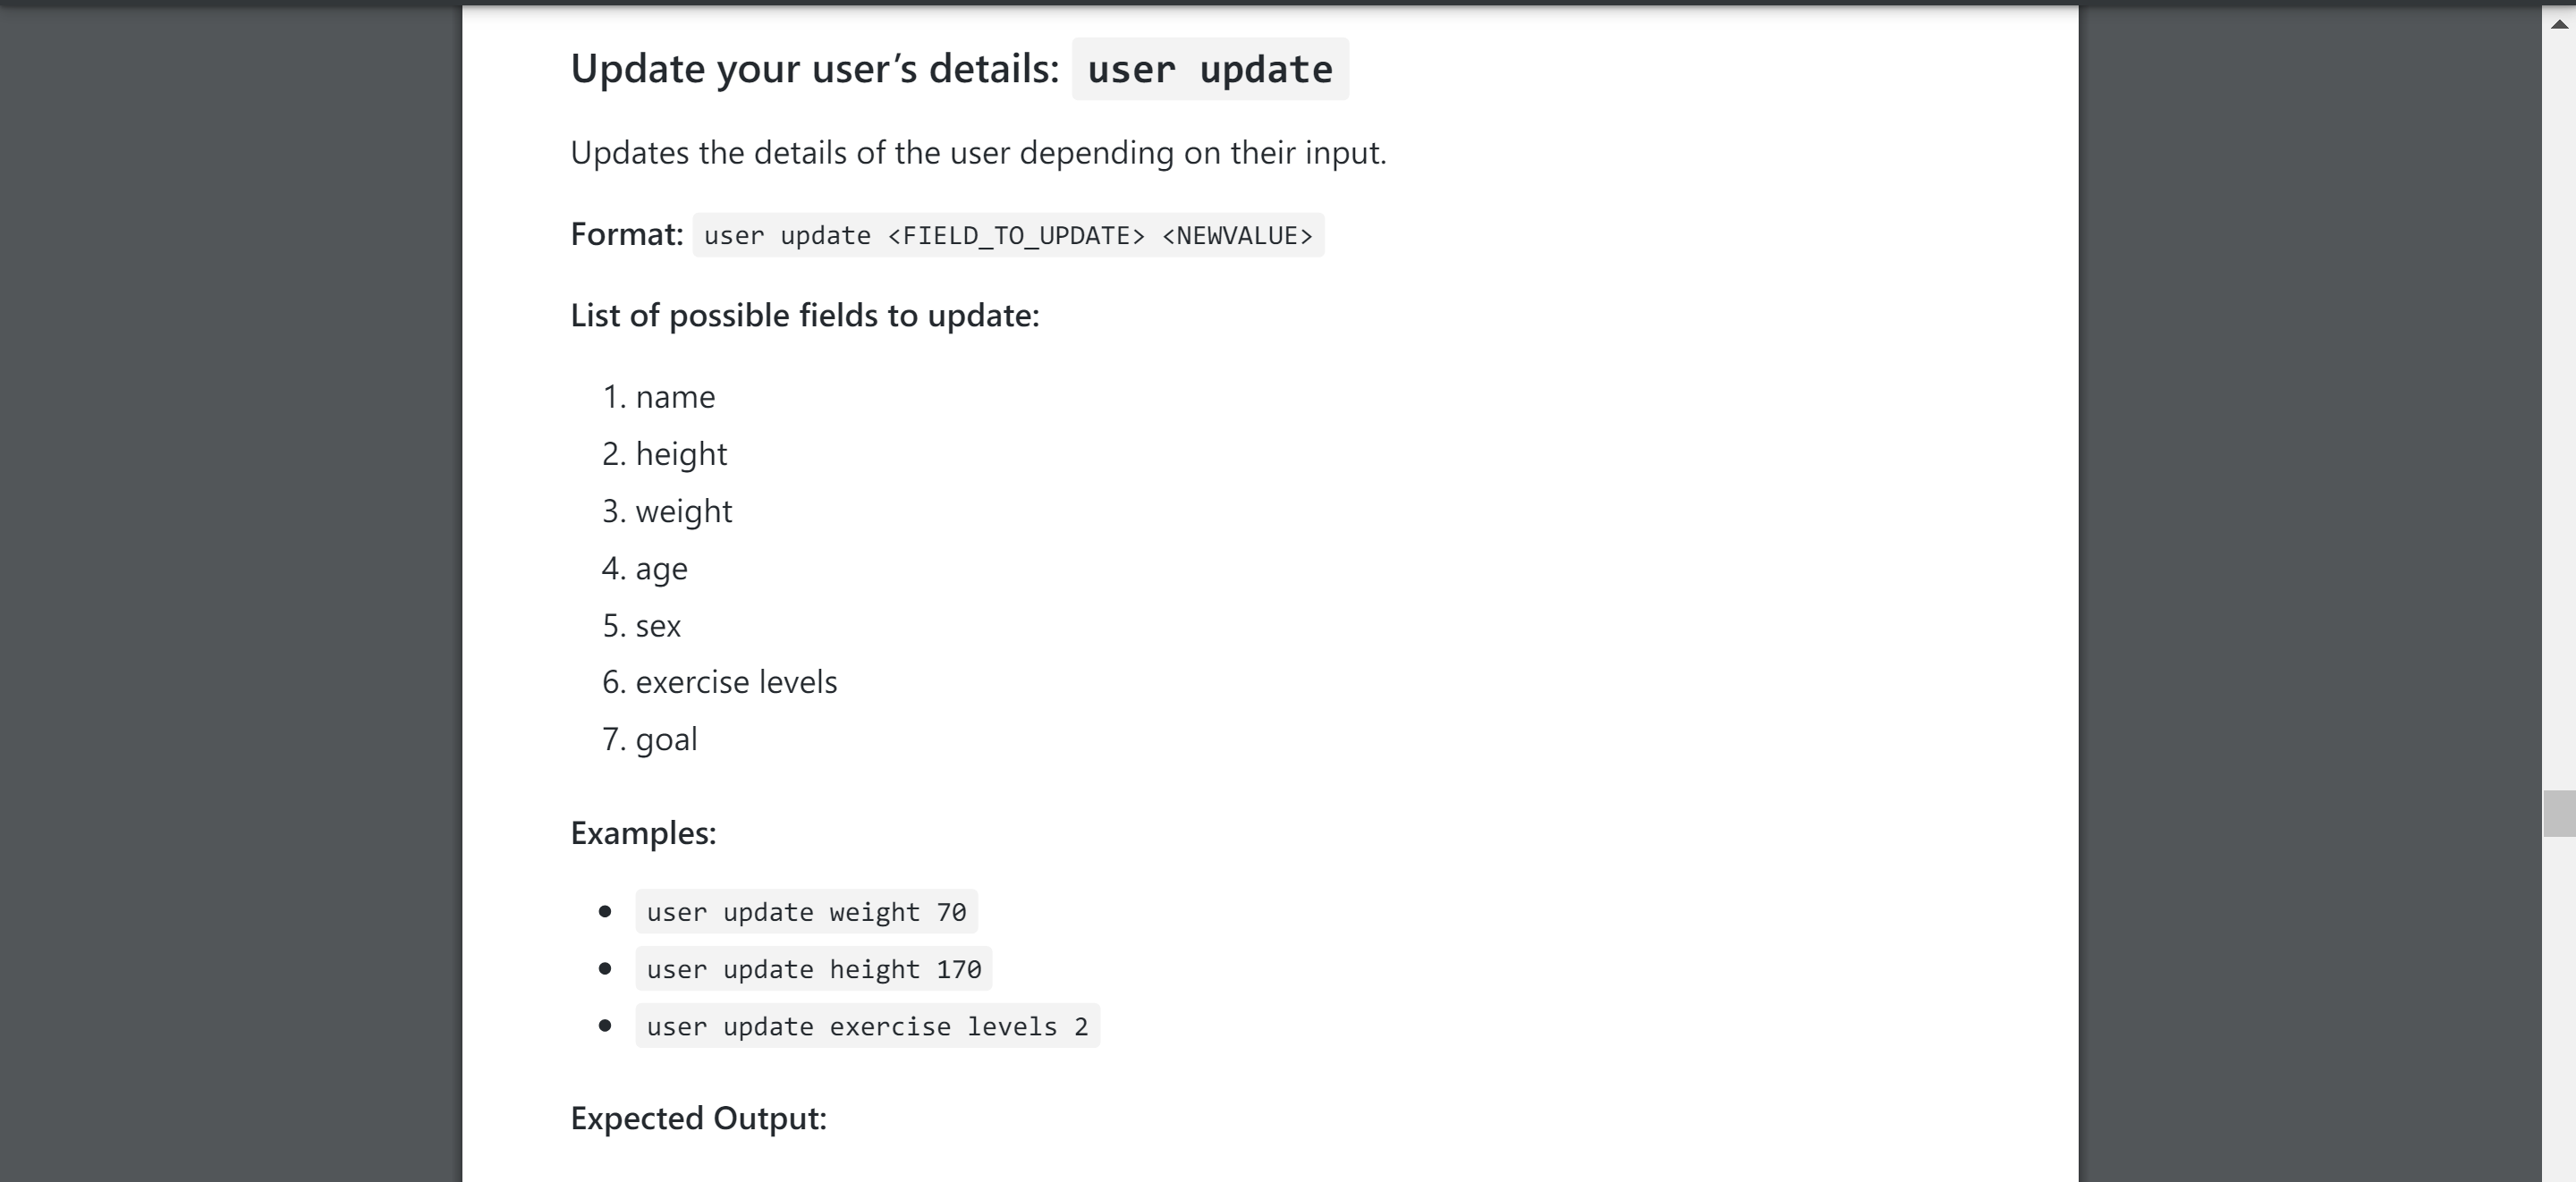 Update your user’s details: user update
Updates the details of the user depending on their input.
Format: user update <FIELD_TO_UPDATE> <NEWVALUE>
List of possible fields to update:
1. name
2. height
3. weight
4. age
5. sex
6. exercise levels
7. goal
Examples:
• user update weight 70
• user update height 170
• user update exercise levels 2
Expected Output: